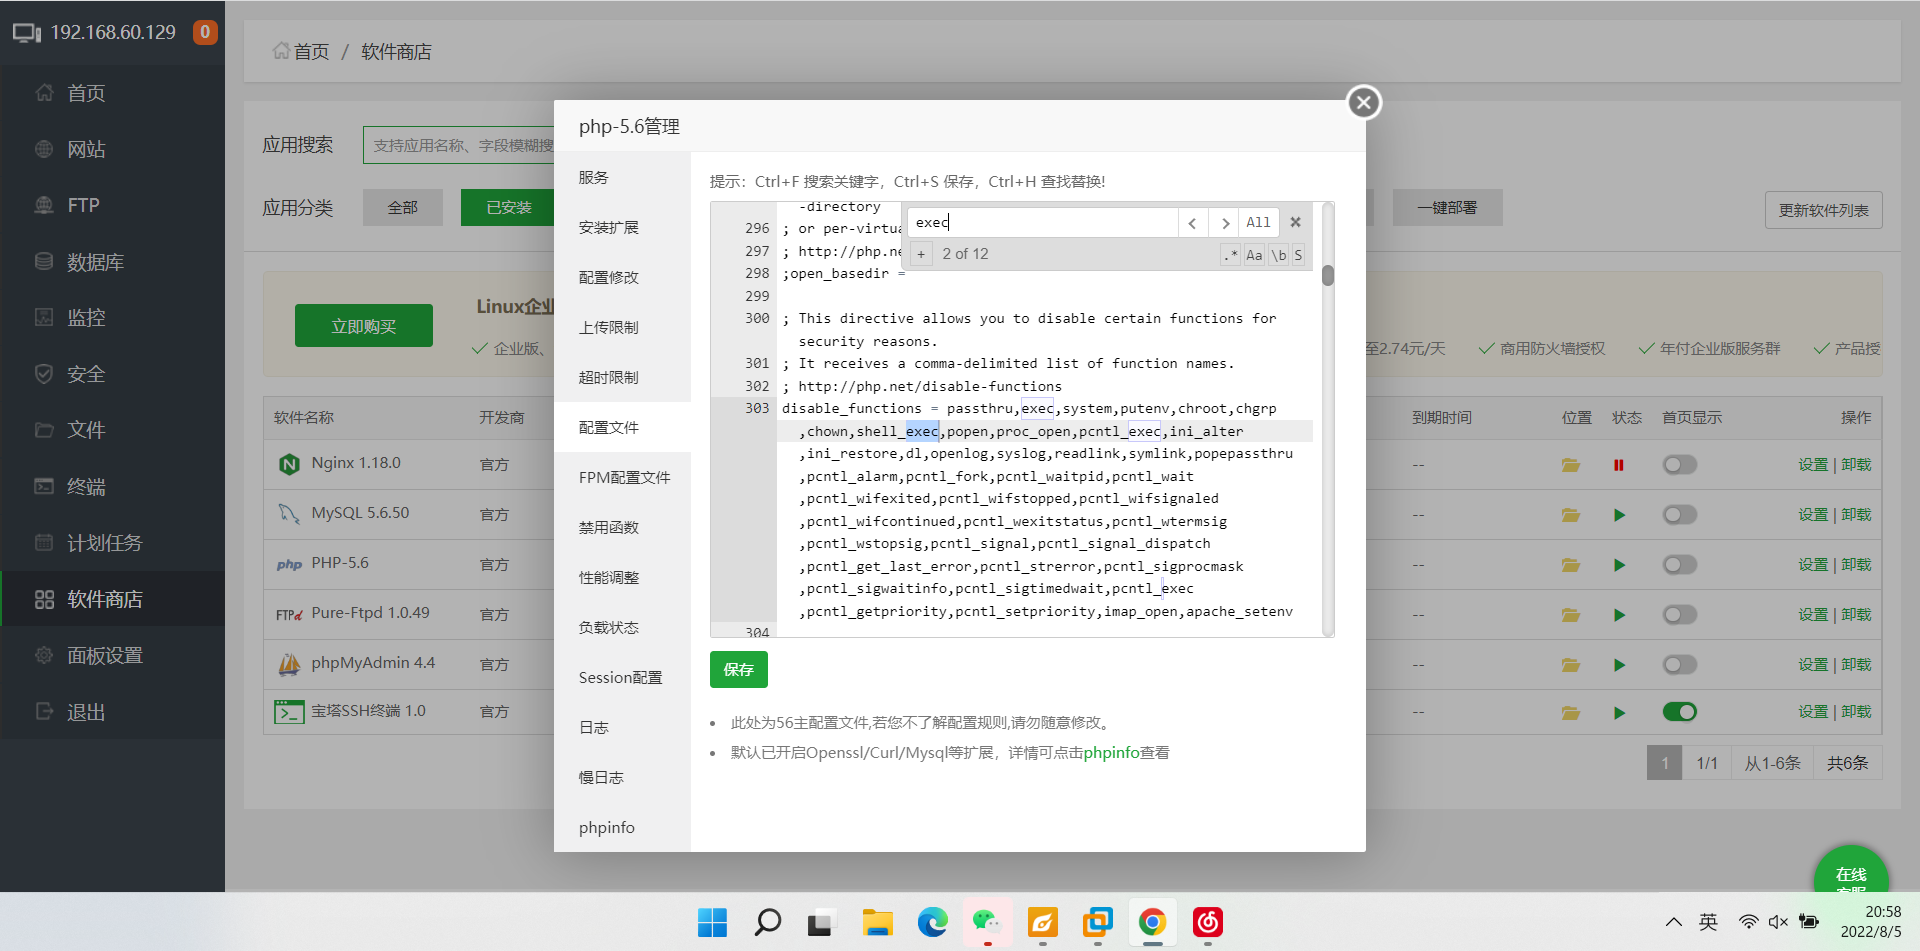 192.168.60.129 0
首页
网站
FTP
数据库
监控
安全
文件
终端
计划任务
软件商店
面板设置
退出
首页 / 软件商店
应用搜索 支持应用名称、字段模糊搜
应用分类 全部 已安装 一键部署 更新软件列表
立即购买
Linux企业
企业版、
至2.74元/天 商用防火墙授权 年付企业版服务群 产品授
软件名称 开发商 到期时间 位置 状态 首页显示 操作
Nginx 1.18.0 官方 -- 设置 | 卸载
MySQL 5.6.50 官方 -- 设置 | 卸载
php PHP-5.6 官方 -- 设置 | 卸载
FTPd Pure-Ftpd 1.0.49 官方 -- 设置 | 卸载
phpMyAdmin 4.4 官方 -- 设置 | 卸载
宝塔SSH终端 1.0 官方 -- 设置 | 卸载
1 1/1 从1-6条 共6条
php-5.6管理
服务
安装扩展
配置修改
上传限制
超时限制
配置文件
FPM配置文件
禁用函数
性能调整
负载状态
Session配置
日志
慢日志
phpinfo
提示：Ctrl+F 搜索关键字，Ctrl+S 保存，Ctrl+H 查找替换!
exec All
+ 2 of 12 .* Aa \b S
-directory
296 ; or per-virtua
297 ; http://php.ne
298 ;open_basedir =
299
300 ; This directive allows you to disable certain functions for
security reasons.
301 ; It receives a comma-delimited list of function names.
302 ; http://php.net/disable-functions
303 disable_functions = passthru,exec,system,putenv,chroot,chgrp
,chown,shell_exec,popen,proc_open,pcntl_exec,ini_alter
,ini_restore,dl,openlog,syslog,readlink,symlink,popepassthru
,pcntl_alarm,pcntl_fork,pcntl_waitpid,pcntl_wait
,pcntl_wifexited,pcntl_wifstopped,pcntl_wifsignaled
,pcntl_wifcontinued,pcntl_wexitstatus,pcntl_wtermsig
,pcntl_wstopsig,pcntl_signal,pcntl_signal_dispatch
,pcntl_get_last_error,pcntl_strerror,pcntl_sigprocmask
,pcntl_sigwaitinfo,pcntl_sigtimedwait,pcntl_exec
,pcntl_getpriority,pcntl_setpriority,imap_open,apache_setenv
304
保存
此处为56主配置文件,若您不了解配置规则,请勿随意修改。
默认已开启Openssl/Curl/Mysql等扩展，详情可点击phpinfo查看
在线
客服
英
20:58
2022/8/5